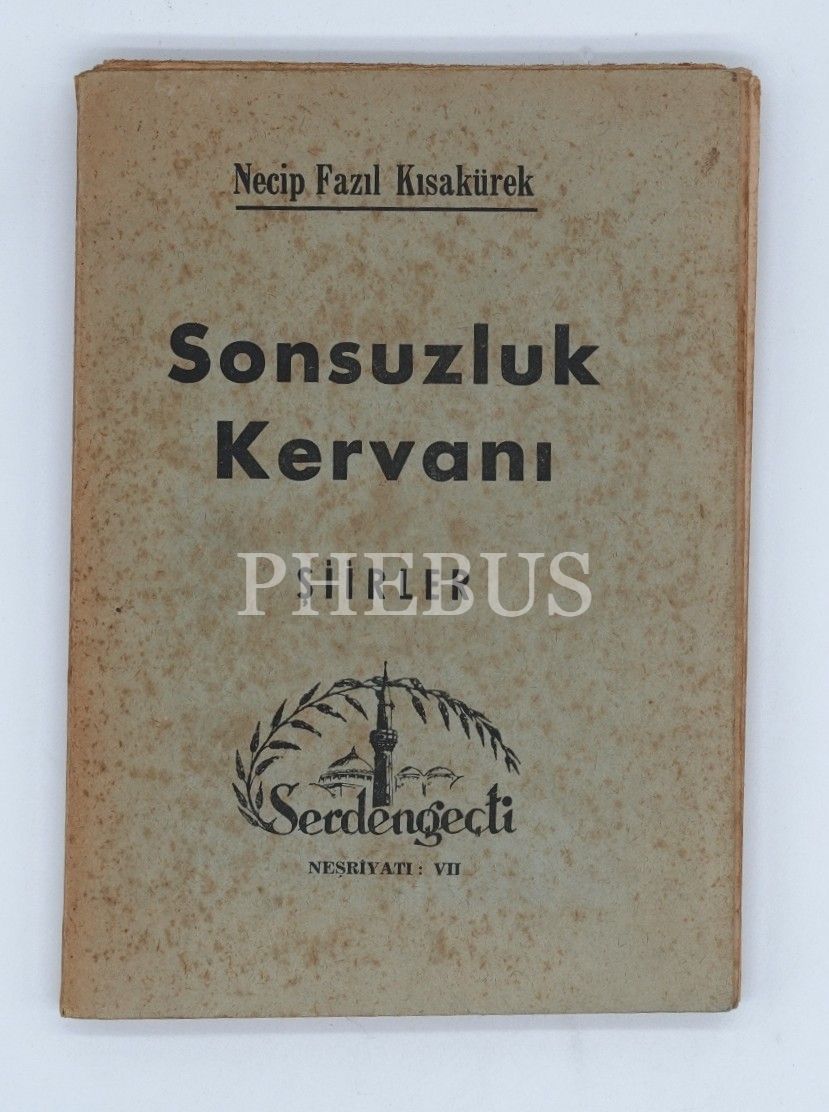 Necip Fazıl Kısakürek
Sonsuzluk
Kervanı
ŞİİRLER
PHEBUS
Serdengeçti
NEŞRİYATI: VII